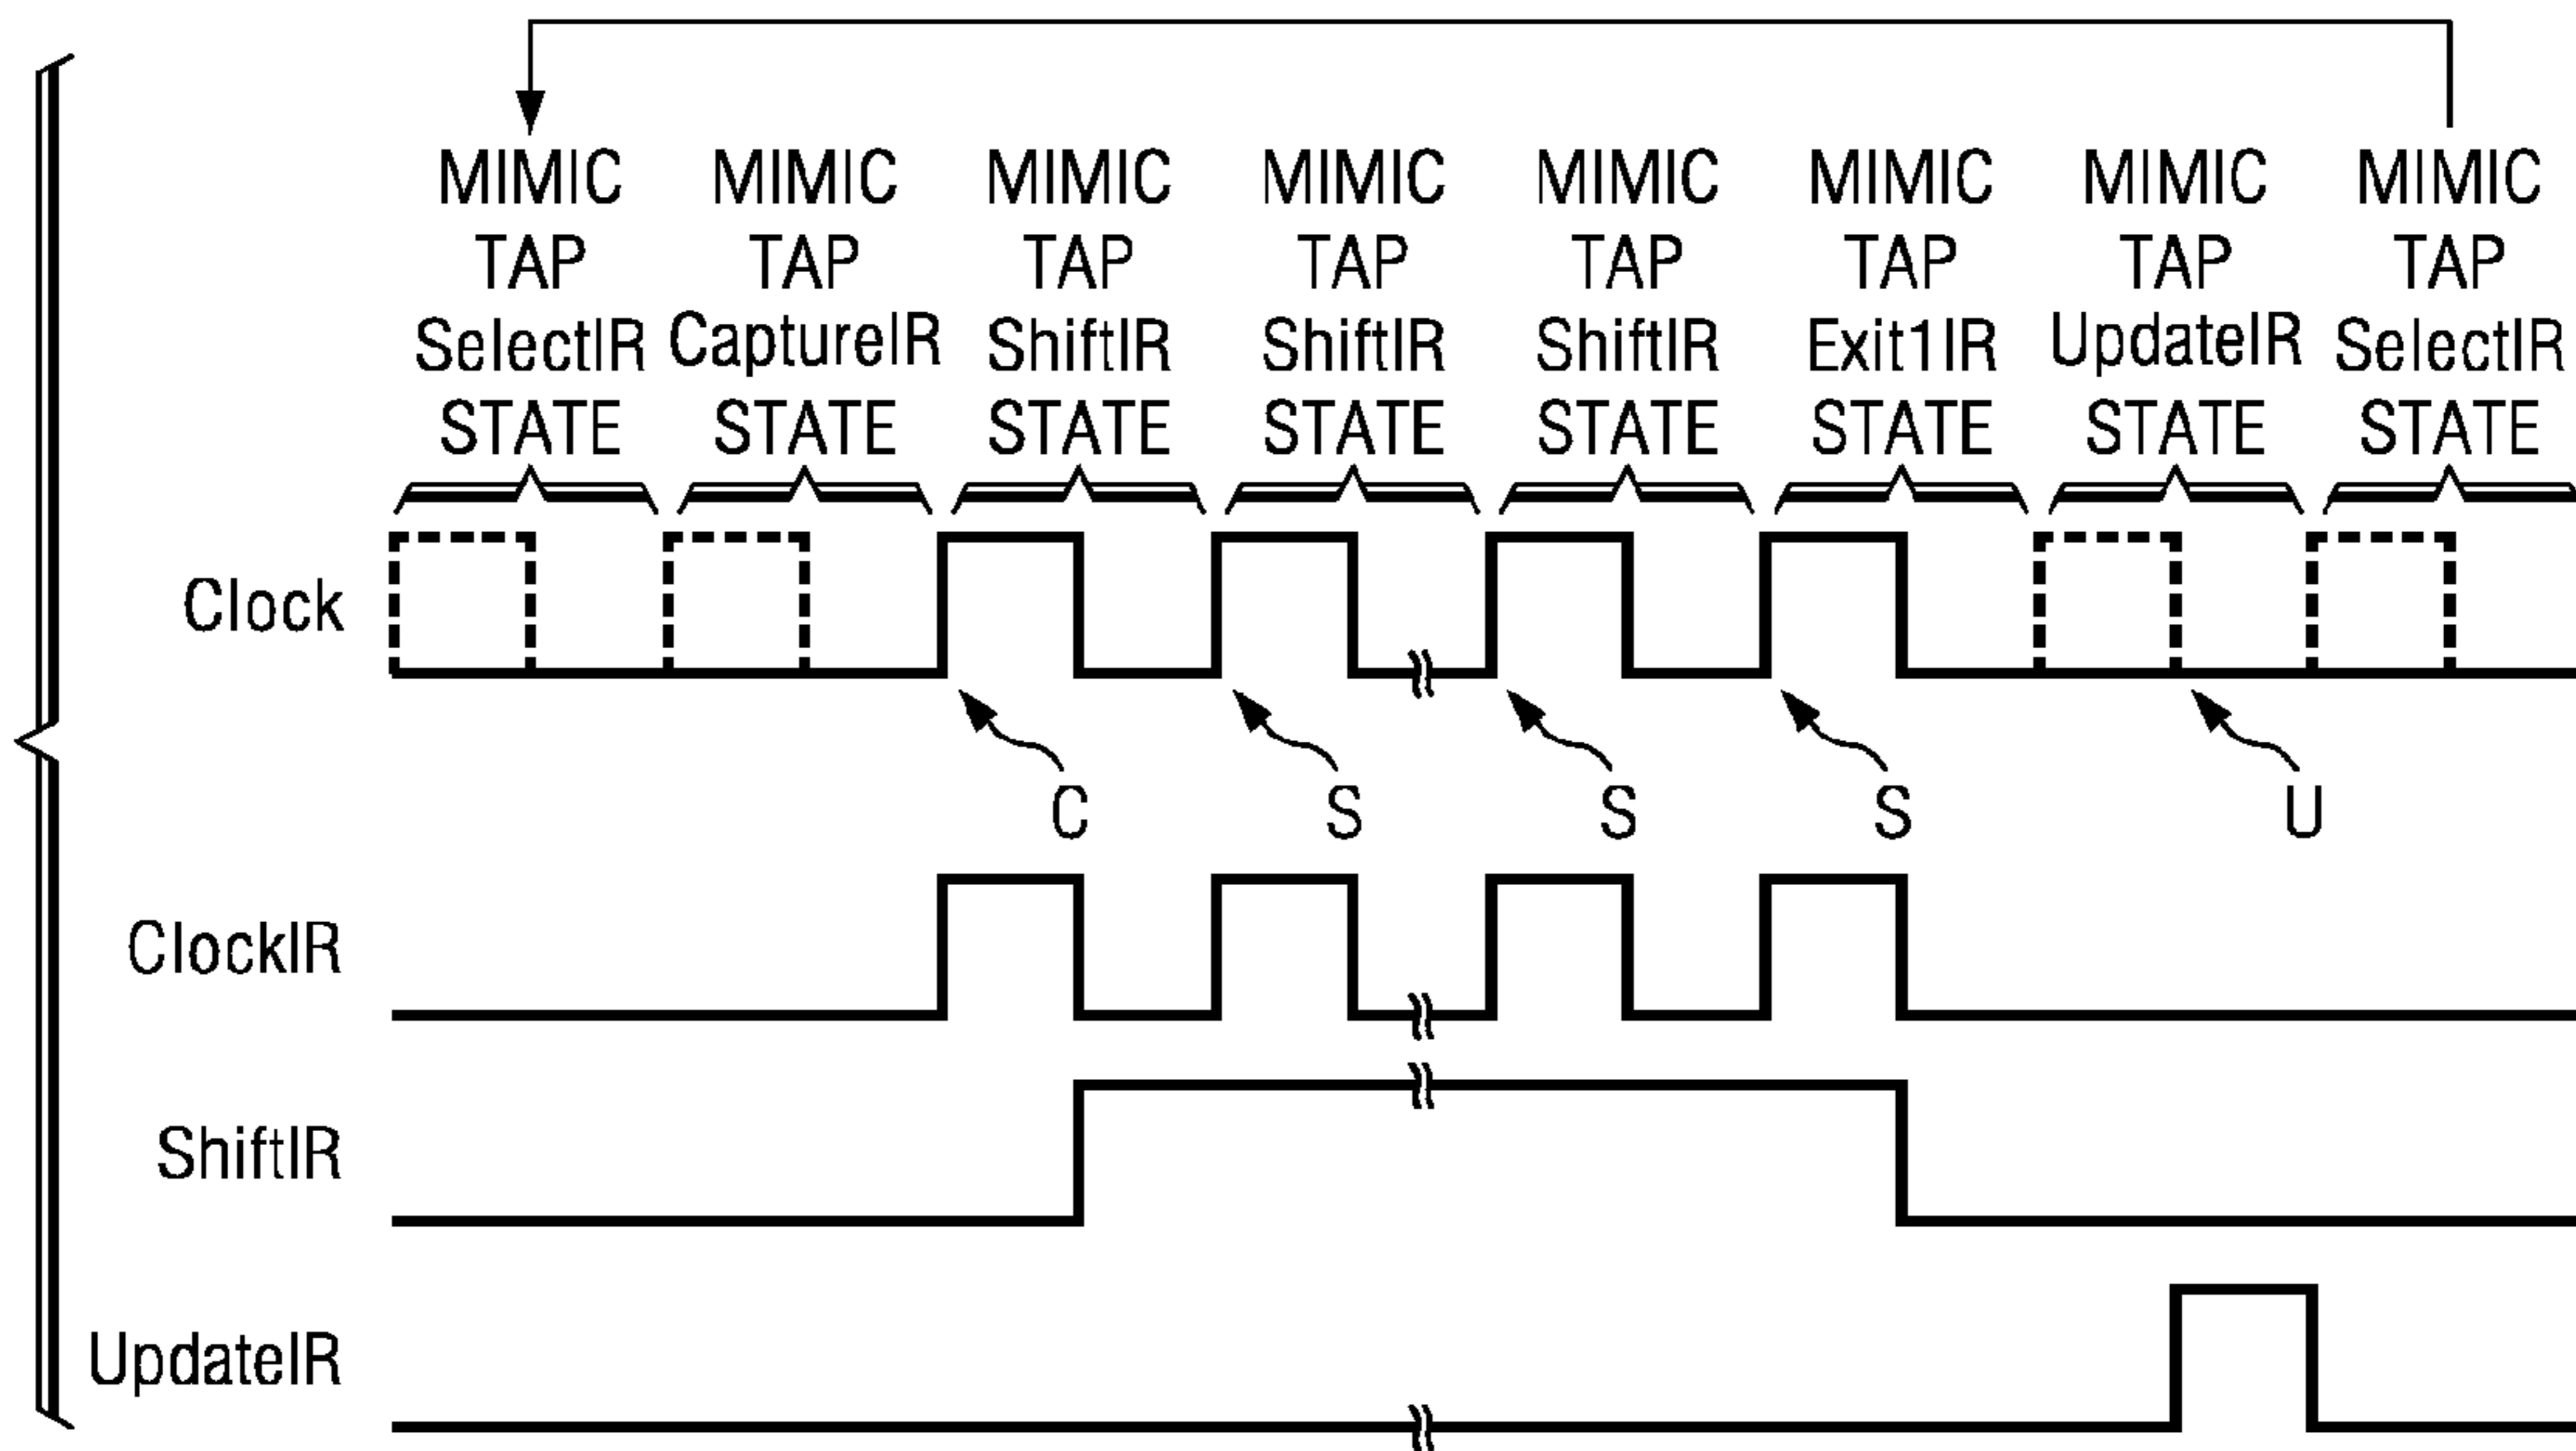 MIMIC TAP SelectIR STATE
MIMIC TAP CaptureIR STATE
MIMIC TAP ShiftIR STATE
MIMIC TAP ShiftIR STATE
MIMIC TAP ShiftIR STATE
MIMIC TAP Exit1IR STATE
MIMIC TAP UpdateIR STATE
MIMIC TAP SelectIR STATE
Clock
C
S
S
S
U
ClockIR
ShiftIR
UpdateIR